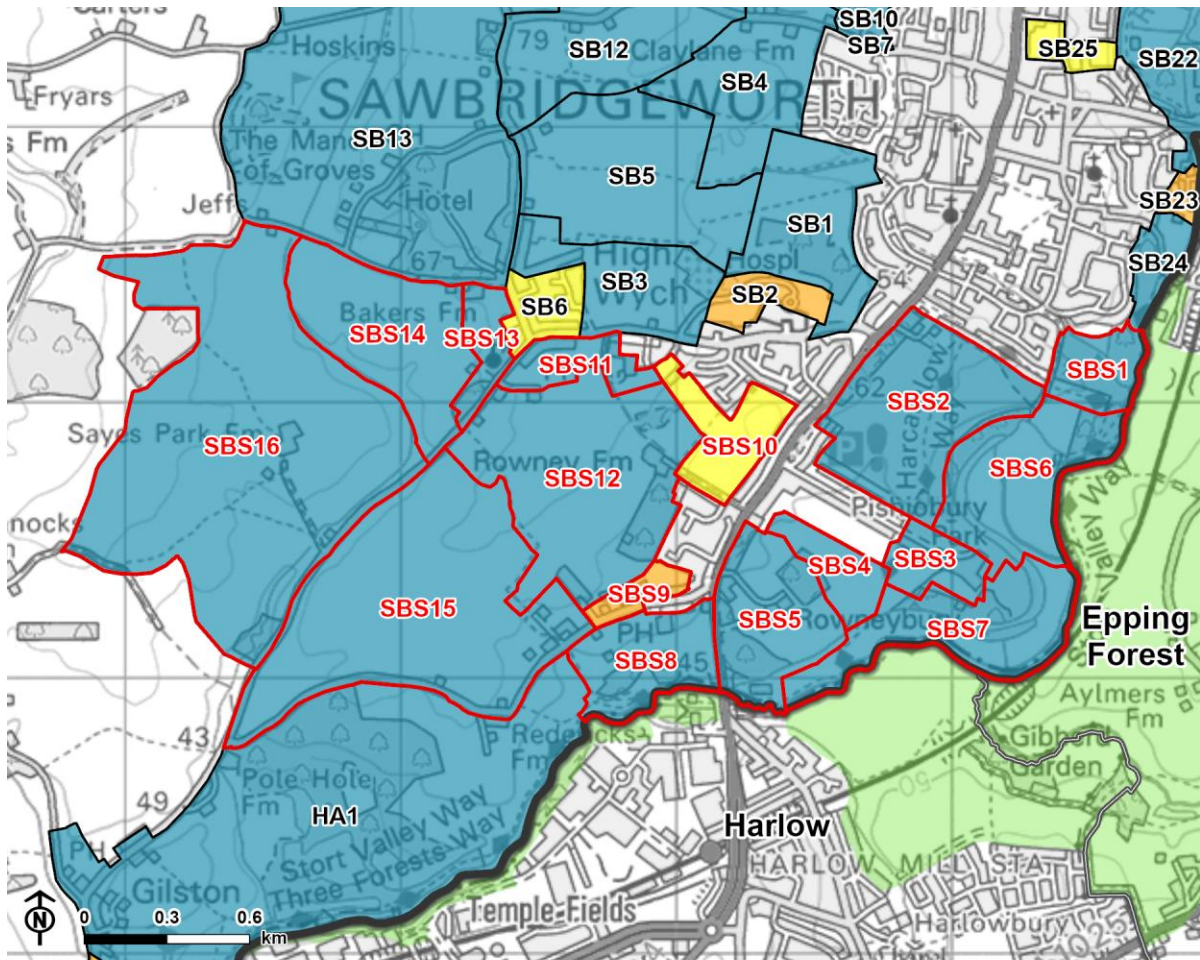 Hoskins
79
SB12
Claylane Fm
SB10
SB7
SB25
SB22
Fryars
SB4
SAWBRIDGEWORTH
s Fm
SB13
SB5
The Man
of Groves
Hotel
Jeffs
SB1
SB23
Hospl
SB24
67
High
Wych
SB3
SB2
54
SB6
Bakers Fm
SBS14
SBS13
SBS11
SBS1
62
SBS2
Sayes Park Fm
SBS16
Rowney Fm
SBS12
SBS10
SBS6
nocks
Pishiobury
Park
SBS3
SBS4
SBS9
SBS15
SBS5
SBS7
PH
SBS8
45
Epping
Forest
Aylmers
Fm
43
Gibberd
Garden
Pole Hole
Fm
49
HA1
Stort Valley Way
Three Forests Way
Harlow
HARLOW MILL STA
PH
Gilston
N
0 0.3 0.6
km
Temple Fields
Harlowbury